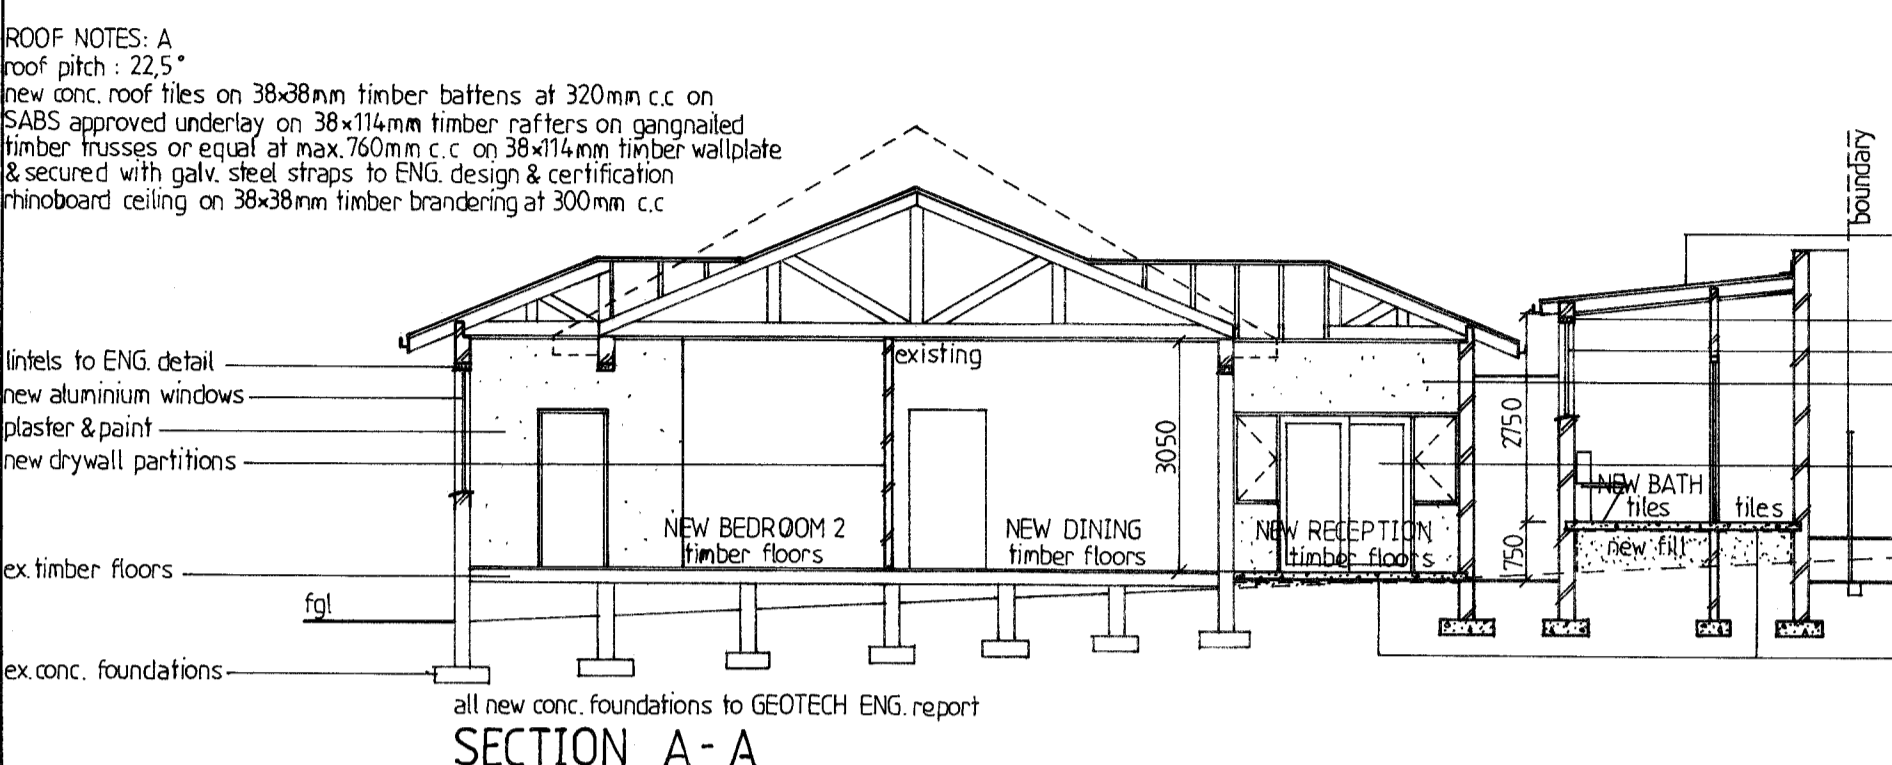 ROOF NOTES: A
roof pitch : 22,5°
new conc. roof tiles on 38x38mm timber battens at 320mm c.c on
SABS approved underlay on 38x114mm timber rafters on gangnailed
timber trusses or equal at max.760mm c.c on 38x114mm timber wallplate
& secured with galv. steel straps to ENG. design & certification
rhinoboard ceiling on 38x38mm timber brandering at 300mm c.c
boundary
existing
lintels to ENG. detail
new aluminium windows
plaster & paint
new drywall partitions
3050
2750
NEW BATH
tiles
tiles
NEW BEDROOM 2
timber floors
NEW DINING
timber floors
NEW RECEPTION
timber floors
750
new fill
ex.timber floors
fgl
ex.conc. foundations
all new conc. foundations to GEOTECH ENG. report
SECTION A-A